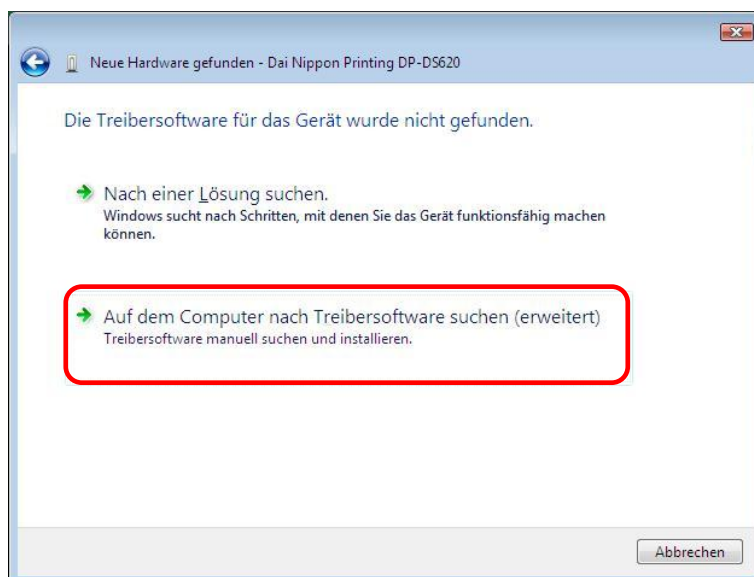 Neue Hardware gefunden - Dai Nippon Printing DP-DS620
Die Treibersoftware für das Gerät wurde nicht gefunden.
Nach einer Lösung suchen.
Windows sucht nach Schritten, mit denen Sie das Gerät funktionsfähig machen
können.
Auf dem Computer nach Treibersoftware suchen (erweitert)
Treibersoftware manuell suchen und installieren.
Abbrechen